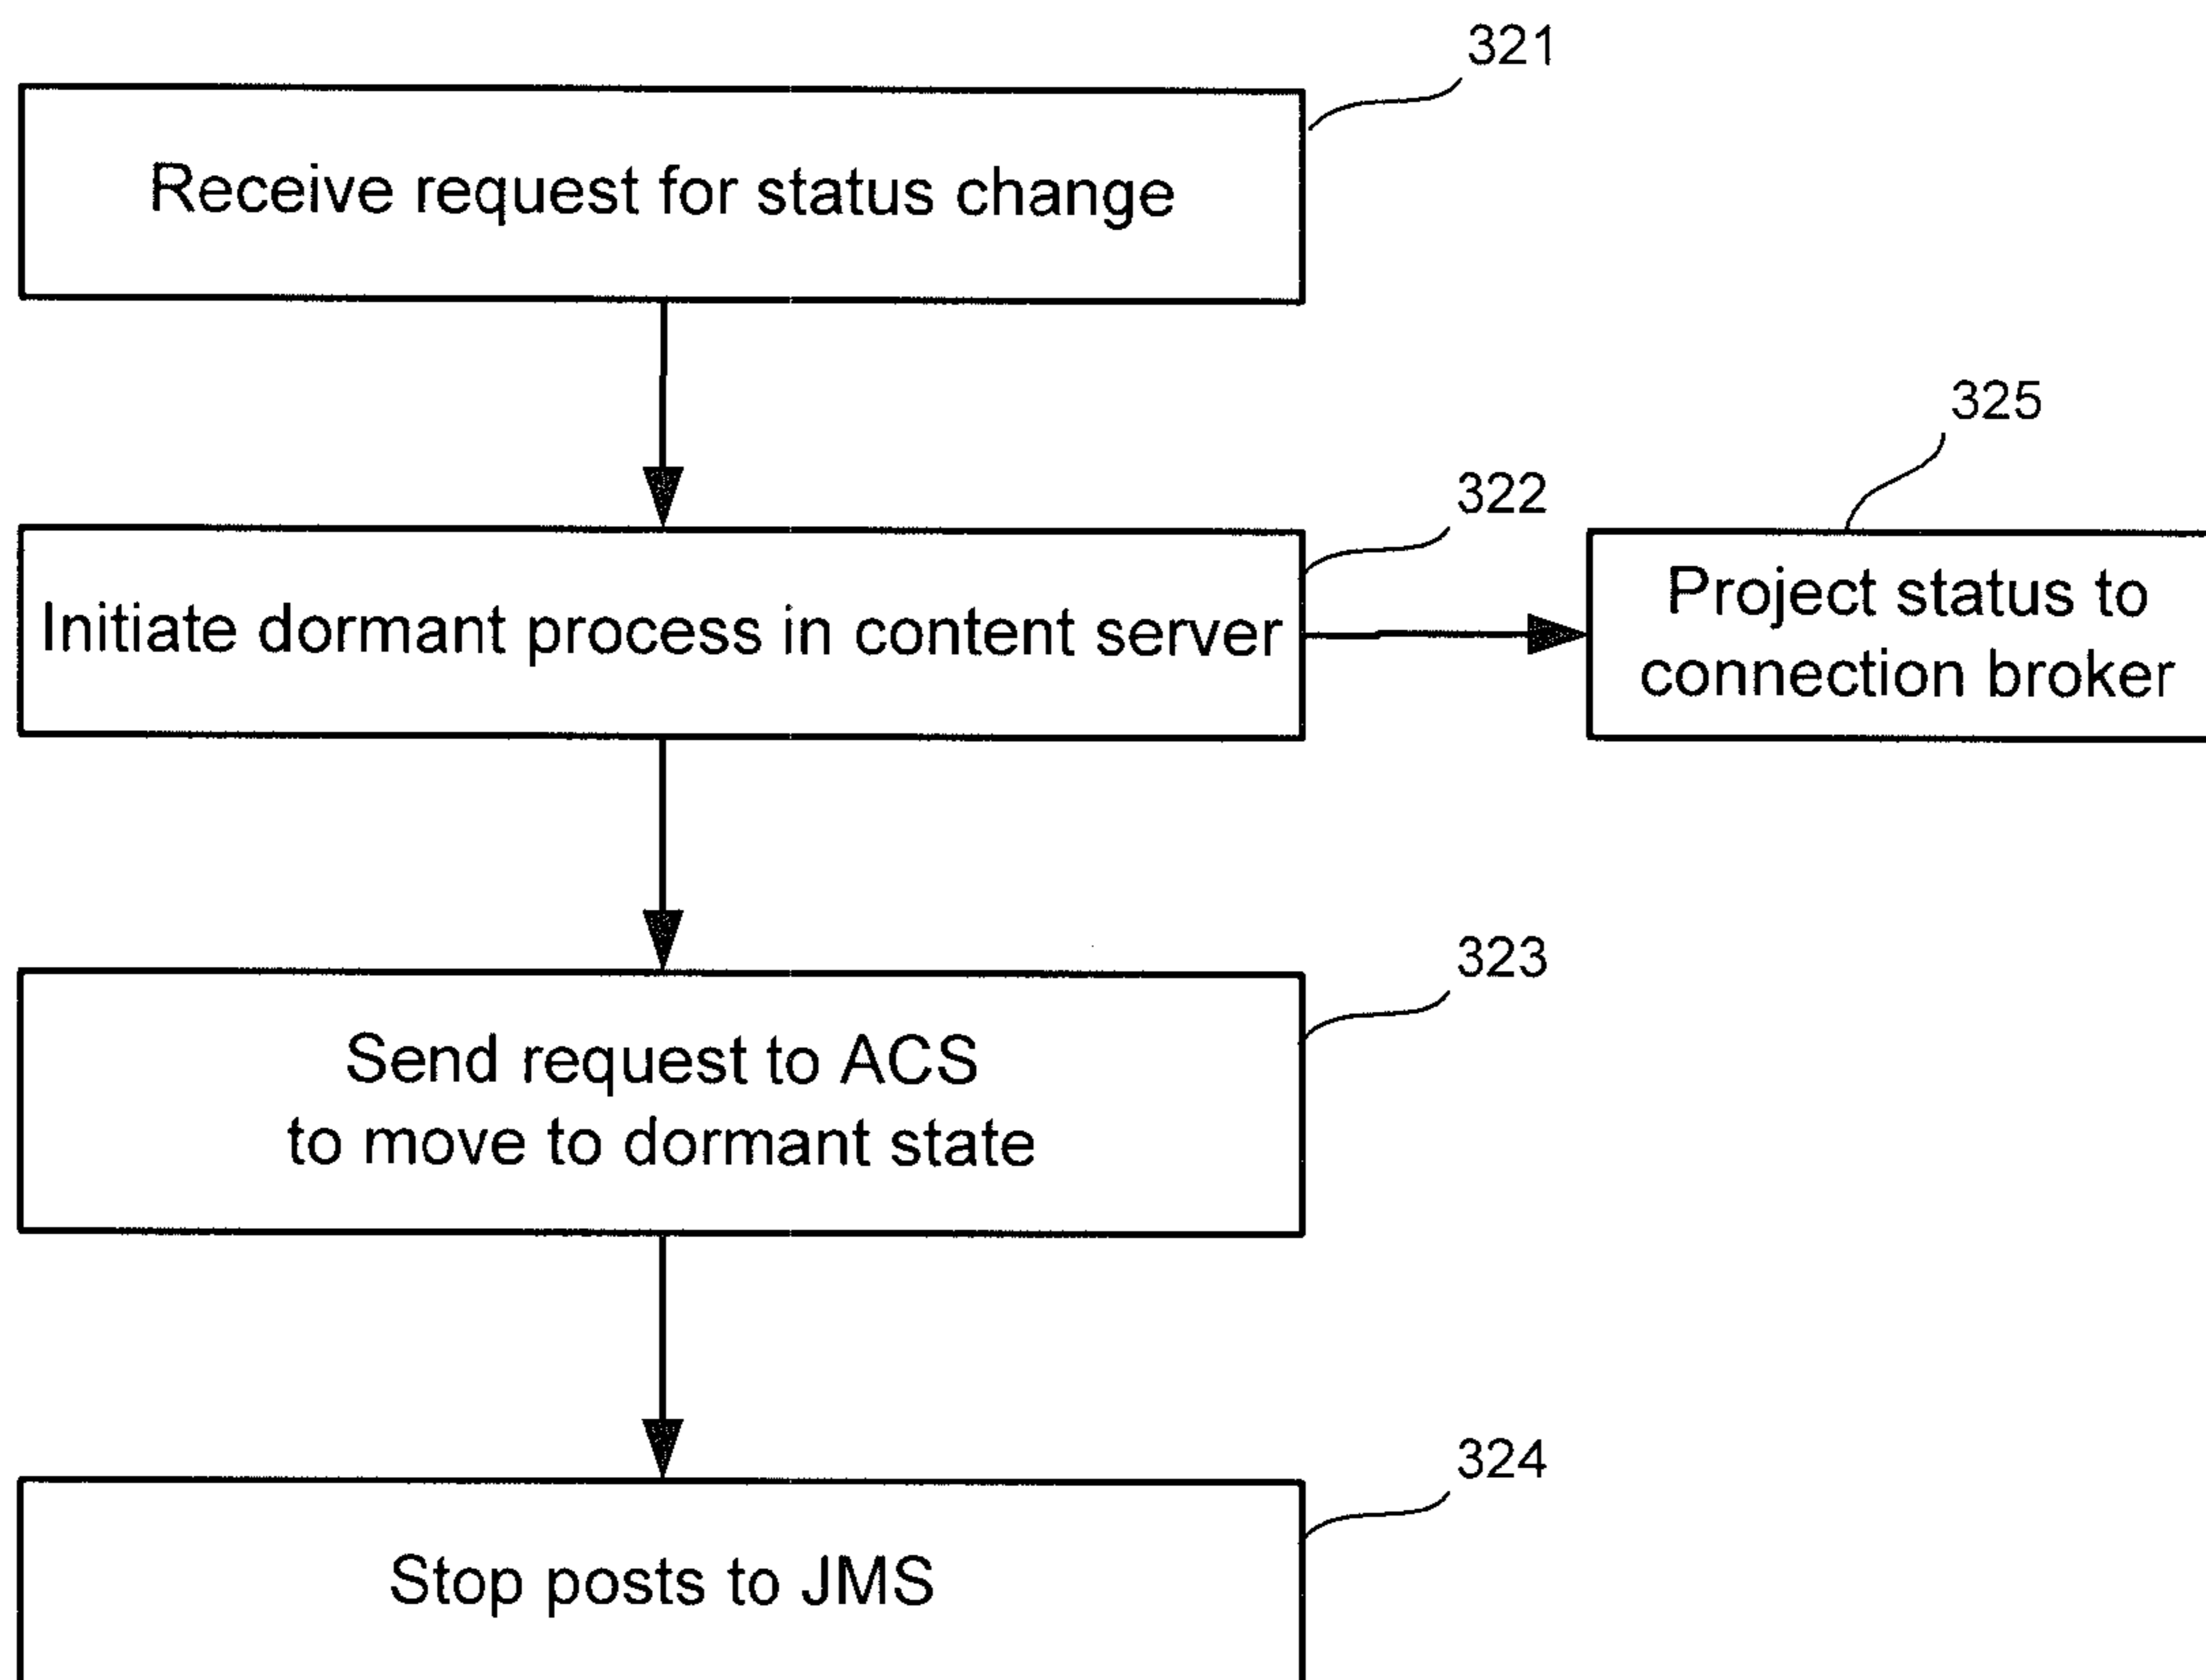 321
Receive request for status change
325
322
Initiate dormant process in content server
Project status to
connection broker
323
Send request to ACS
to move to dormant state
324
Stop posts to JMS